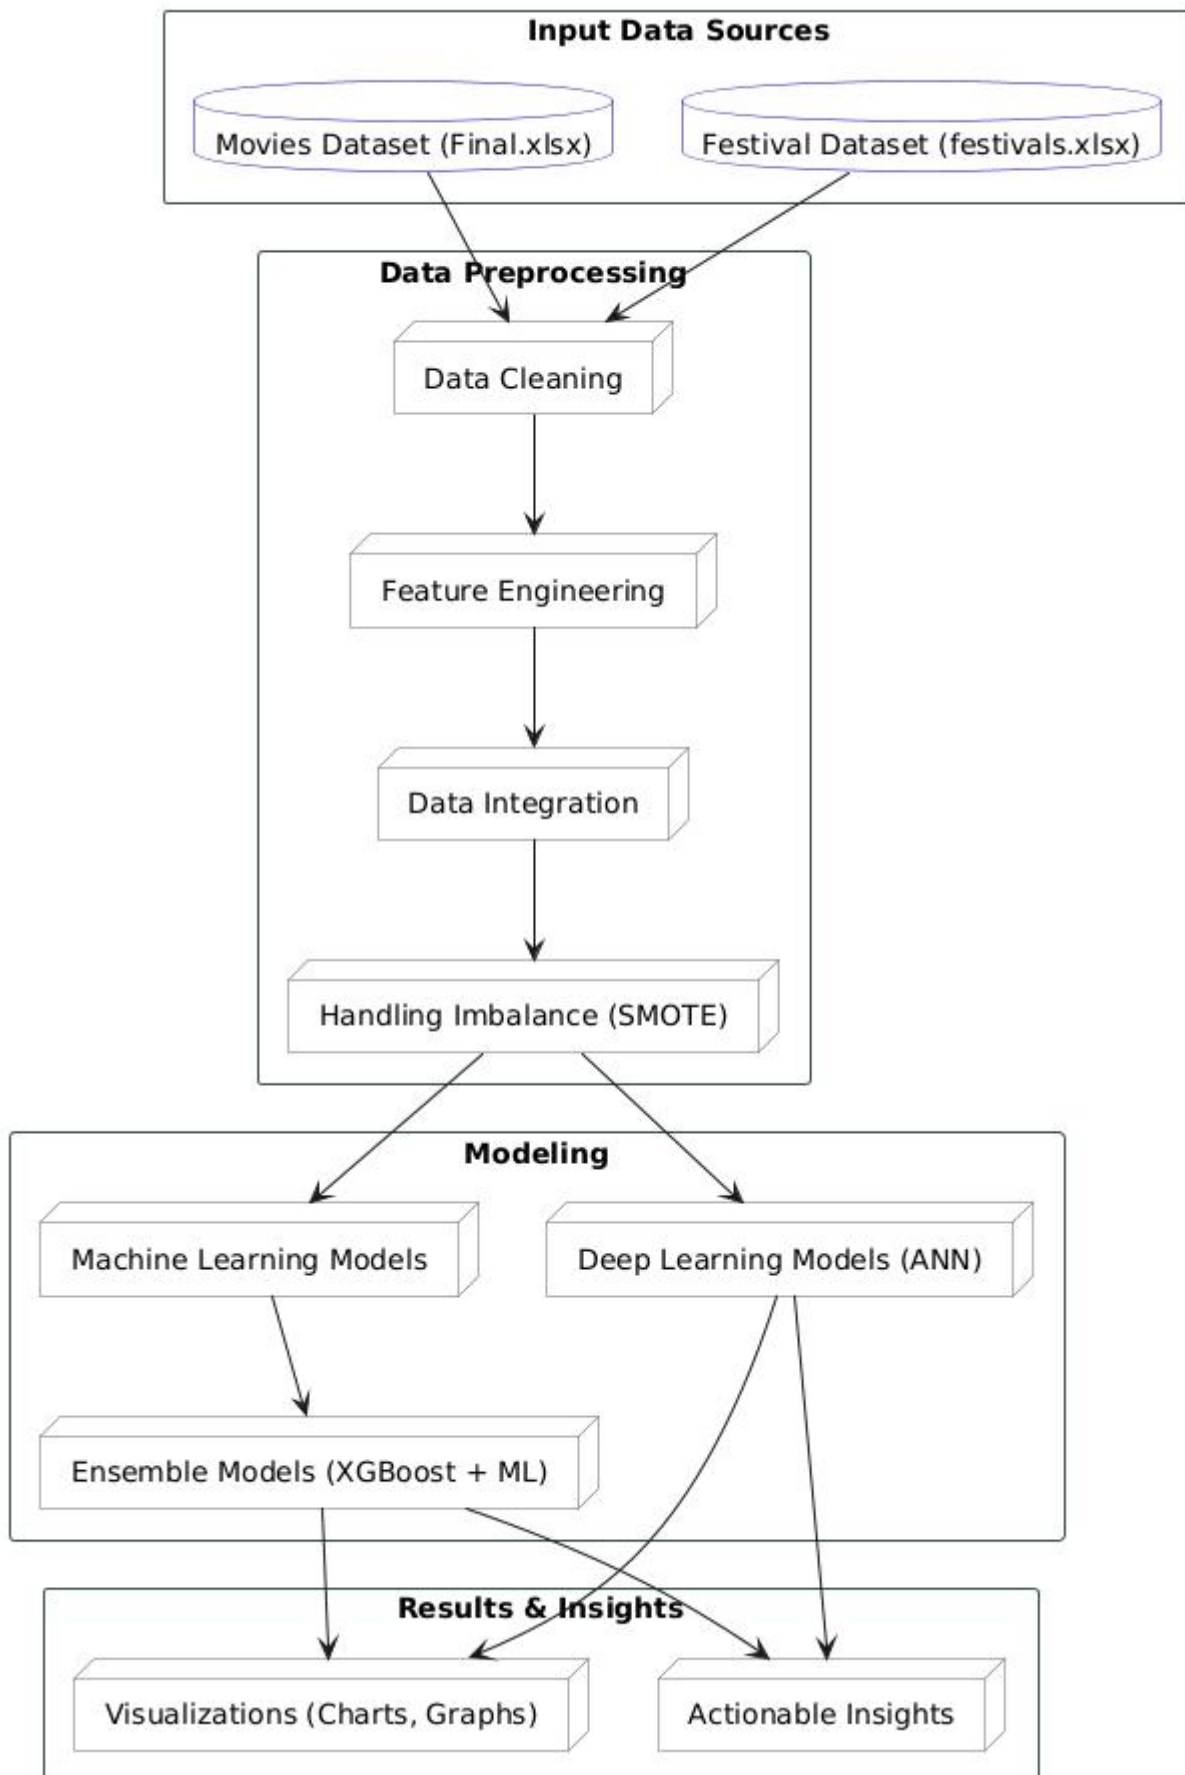 Input Data Sources
Movies Dataset (Final.xlsx)
Festival Dataset (festivals.xlsx)
Data Preprocessing
Data Cleaning
Feature Engineering
Data Integration
Handling Imbalance (SMOTE)
Modeling
Machine Learning Models
Deep Learning Models (ANN)
Ensemble Models (XGBoost + ML)
Results & Insights
Visualizations (Charts, Graphs)
Actionable Insights